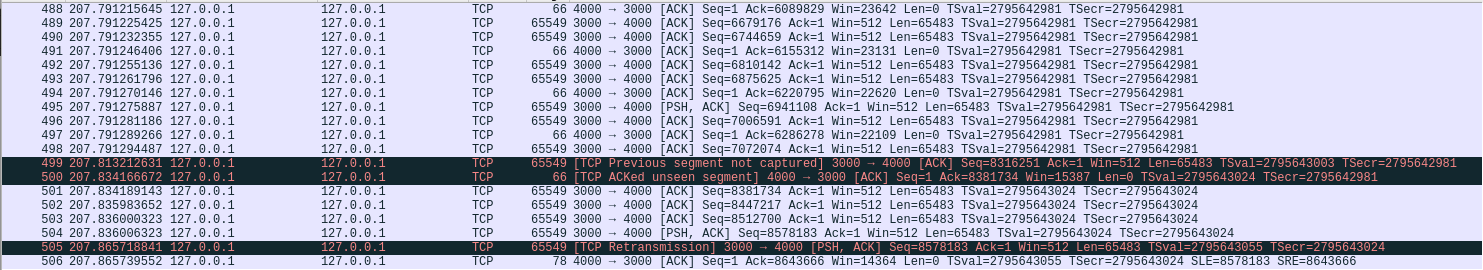 488 207.791215645 127.0.0.1 127.0.0.1 TCP 66 4000 → 3000 [ACK] Seq=1 Ack=6089829 Win=23642 Len=0 TSval=2795642981 TSecr=2795642981
489 207.791225425 127.0.0.1 127.0.0.1 TCP 65549 3000 → 4000 [ACK] Seq=6679176 Ack=1 Win=512 Len=65483 TSval=2795642981 TSecr=2795642981
490 207.791232355 127.0.0.1 127.0.0.1 TCP 65549 3000 → 4000 [ACK] Seq=6744659 Ack=1 Win=512 Len=65483 TSval=2795642981 TSecr=2795642981
491 207.791246406 127.0.0.1 127.0.0.1 TCP 66 4000 → 3000 [ACK] Seq=1 Ack=6155312 Win=23131 Len=0 TSval=2795642981 TSecr=2795642981
492 207.791255136 127.0.0.1 127.0.0.1 TCP 65549 3000 → 4000 [ACK] Seq=6810142 Ack=1 Win=512 Len=65483 TSval=2795642981 TSecr=2795642981
493 207.791261796 127.0.0.1 127.0.0.1 TCP 65549 3000 → 4000 [ACK] Seq=6875625 Ack=1 Win=512 Len=65483 TSval=2795642981 TSecr=2795642981
494 207.791270146 127.0.0.1 127.0.0.1 TCP 66 4000 → 3000 [ACK] Seq=1 Ack=6220795 Win=22620 Len=0 TSval=2795642981 TSecr=2795642981
495 207.791275887 127.0.0.1 127.0.0.1 TCP 65549 3000 → 4000 [PSH, ACK] Seq=6941108 Ack=1 Win=512 Len=65483 TSval=2795642981 TSecr=2795642981
496 207.791281186 127.0.0.1 127.0.0.1 TCP 65549 3000 → 4000 [ACK] Seq=7006591 Ack=1 Win=512 Len=65483 TSval=2795642981 TSecr=2795642981
497 207.791289266 127.0.0.1 127.0.0.1 TCP 66 4000 → 3000 [ACK] Seq=1 Ack=6286278 Win=22109 Len=0 TSval=2795642981 TSecr=2795642981
498 207.791294487 127.0.0.1 127.0.0.1 TCP 65549 3000 → 4000 [ACK] Seq=7072074 Ack=1 Win=512 Len=65483 TSval=2795642981 TSecr=2795642981
499 207.813212631 127.0.0.1 127.0.0.1 TCP 65549 [TCP Previous segment not captured] 3000 → 4000 [ACK] Seq=8316251 Ack=1 Win=512 Len=65483 TSval=2795643003 TSecr=2795642981
500 207.834166672 127.0.0.1 127.0.0.1 TCP 66 [TCP ACKed unseen segment] 4000 → 3000 [ACK] Seq=1 Ack=8381734 Win=15387 Len=0 TSval=2795643024 TSecr=2795642981
501 207.834189143 127.0.0.1 127.0.0.1 TCP 65549 3000 → 4000 [ACK] Seq=8381734 Ack=1 Win=512 Len=65483 TSval=2795643024 TSecr=2795643024
502 207.835983652 127.0.0.1 127.0.0.1 TCP 65549 3000 → 4000 [ACK] Seq=8447217 Ack=1 Win=512 Len=65483 TSval=2795643024 TSecr=2795643024
503 207.836000323 127.0.0.1 127.0.0.1 TCP 65549 3000 → 4000 [ACK] Seq=8512700 Ack=1 Win=512 Len=65483 TSval=2795643024 TSecr=2795643024
504 207.836006323 127.0.0.1 127.0.0.1 TCP 65549 3000 → 4000 [PSH, ACK] Seq=8578183 Ack=1 Win=512 Len=65483 TSval=2795643024 TSecr=2795643024
505 207.865718841 127.0.0.1 127.0.0.1 TCP 65549 [TCP Retransmission] 3000 → 4000 [PSH, ACK] Seq=8578183 Ack=1 Win=512 Len=65483 TSval=2795643055 TSecr=2795643024
506 207.865739552 127.0.0.1 127.0.0.1 TCP 78 4000 → 3000 [ACK] Seq=1 Ack=8643666 Win=14364 Len=0 TSval=2795643055 TSecr=2795643024 SLE=8578183 SRE=8643666